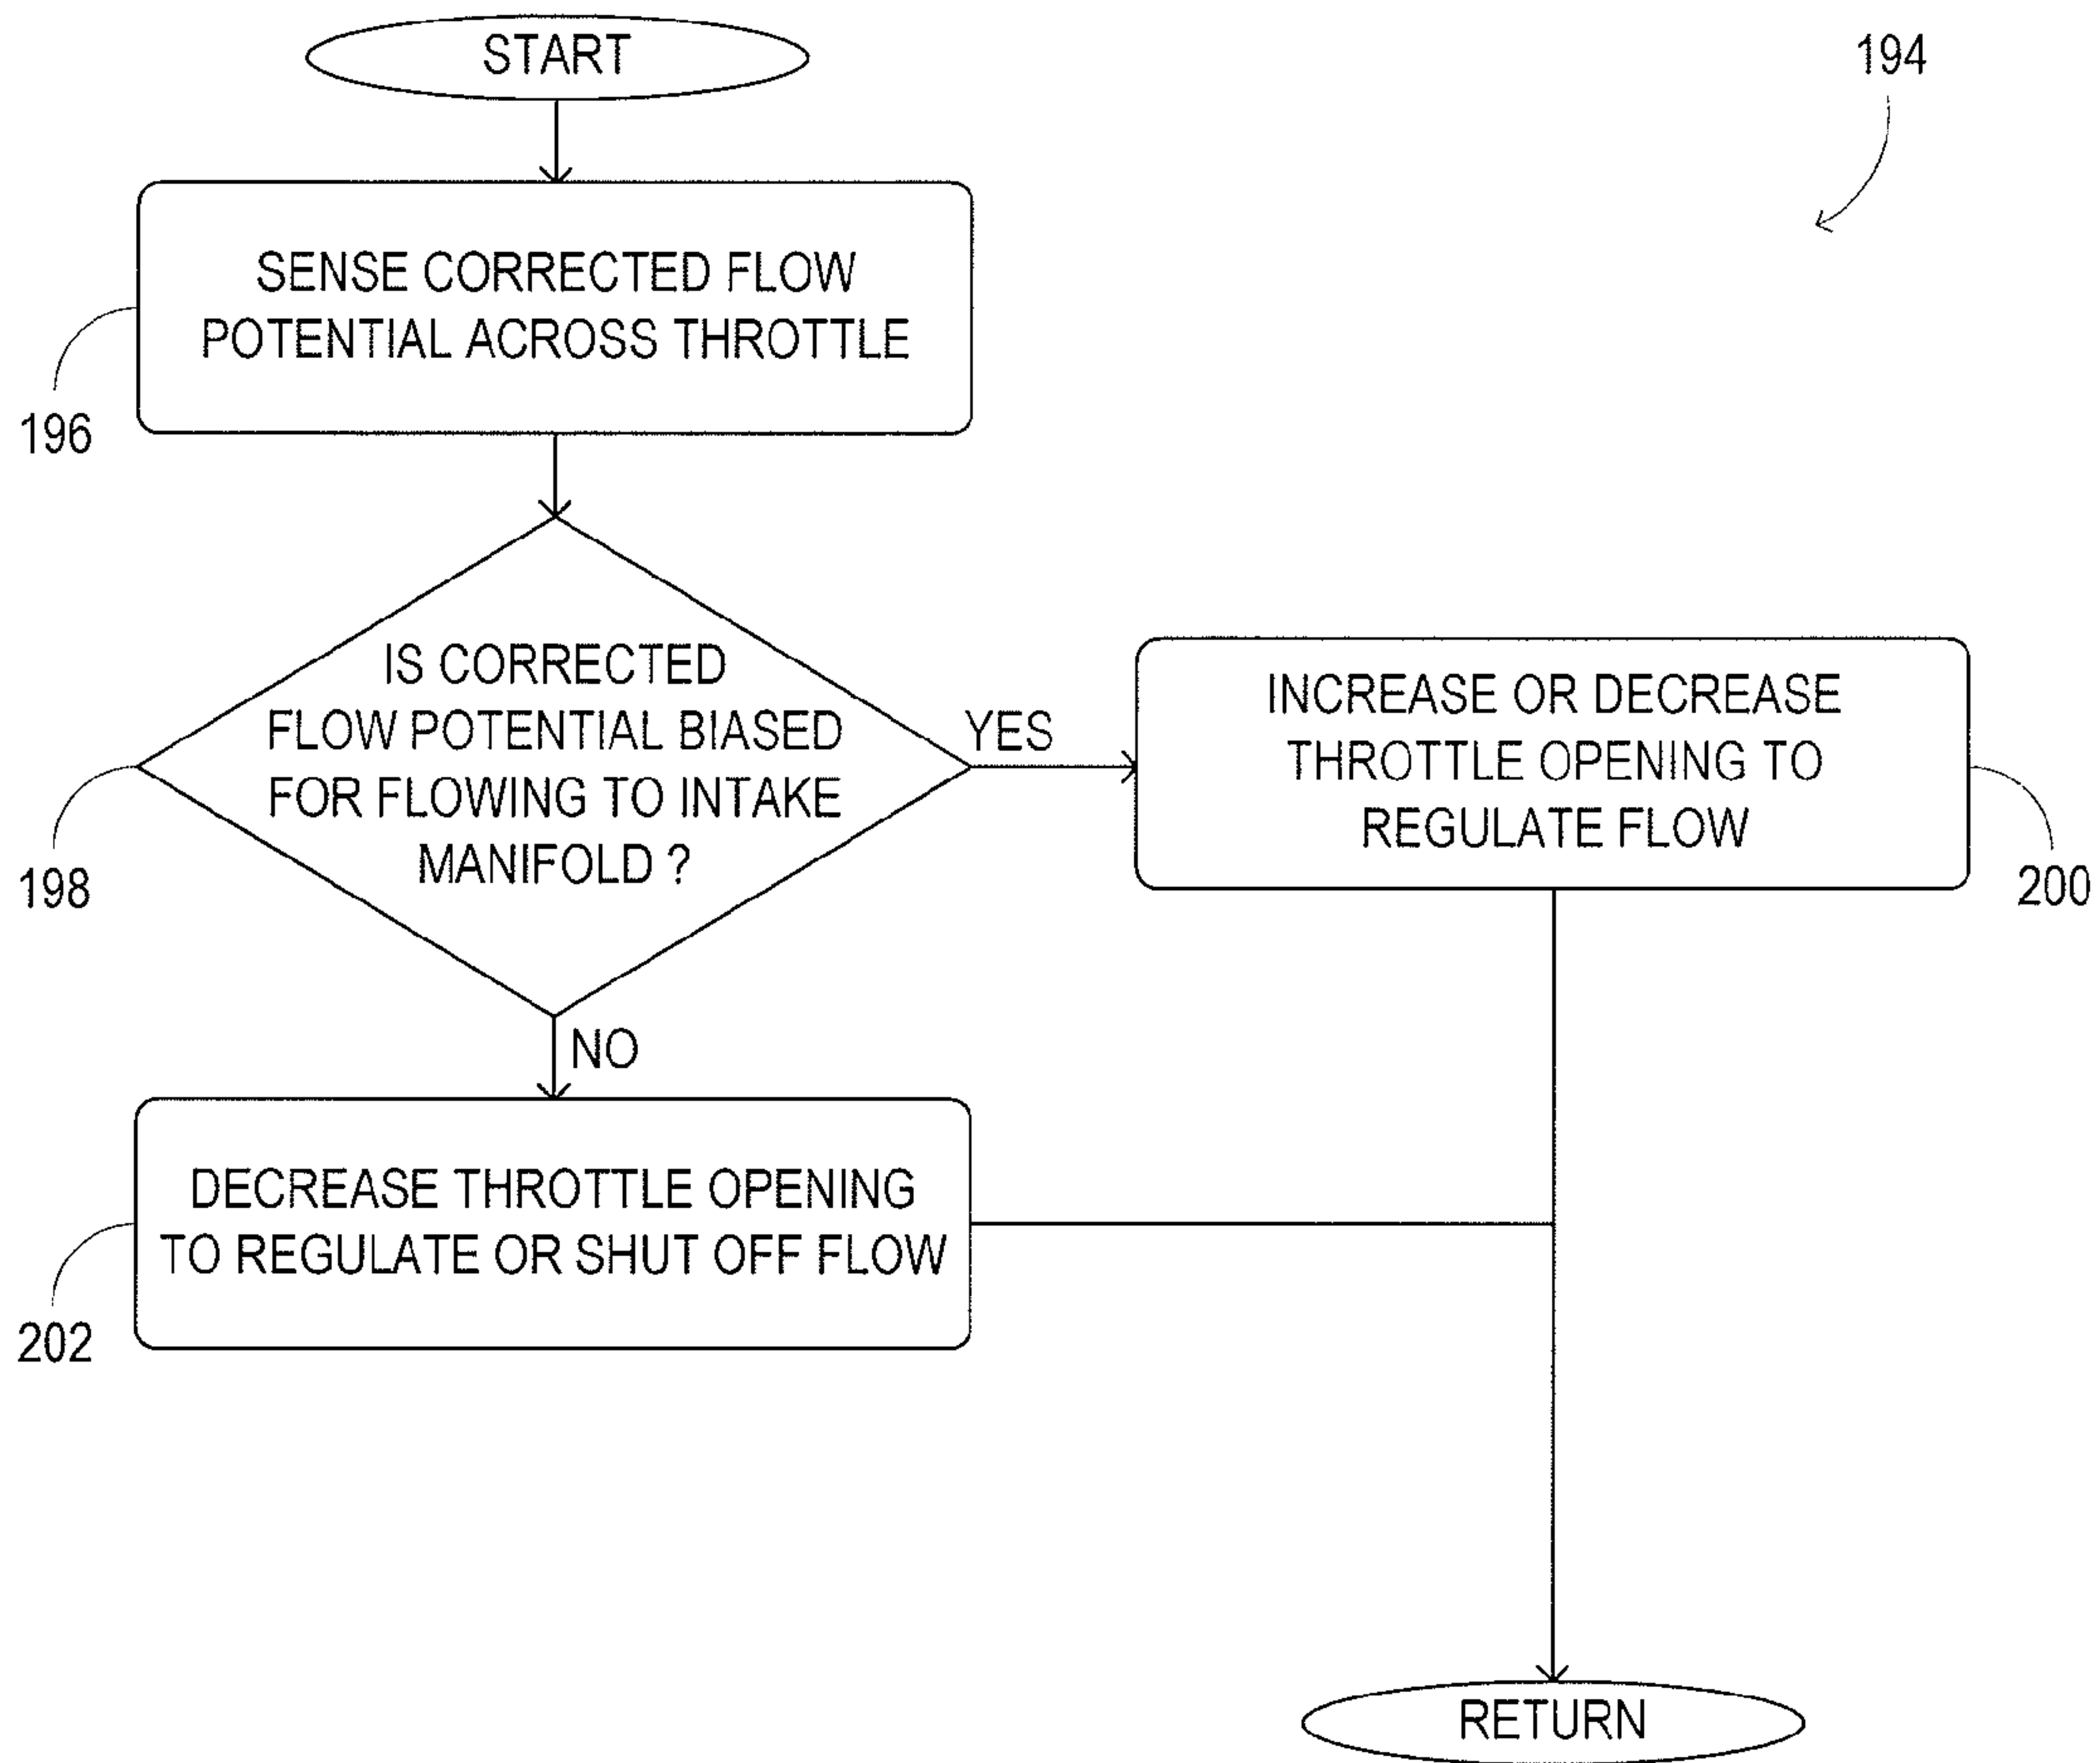 START
194
SENSE CORRECTED FLOW
POTENTIAL ACROSS THROTTLE
196
IS CORRECTED
FLOW POTENTIAL BIASED
FOR FLOWING TO INTAKE
MANIFOLD ?
198
YES
INCREASE OR DECREASE
THROTTLE OPENING TO
REGULATE FLOW
200
NO
DECREASE THROTTLE OPENING
TO REGULATE OR SHUT OFF FLOW
202
RETURN